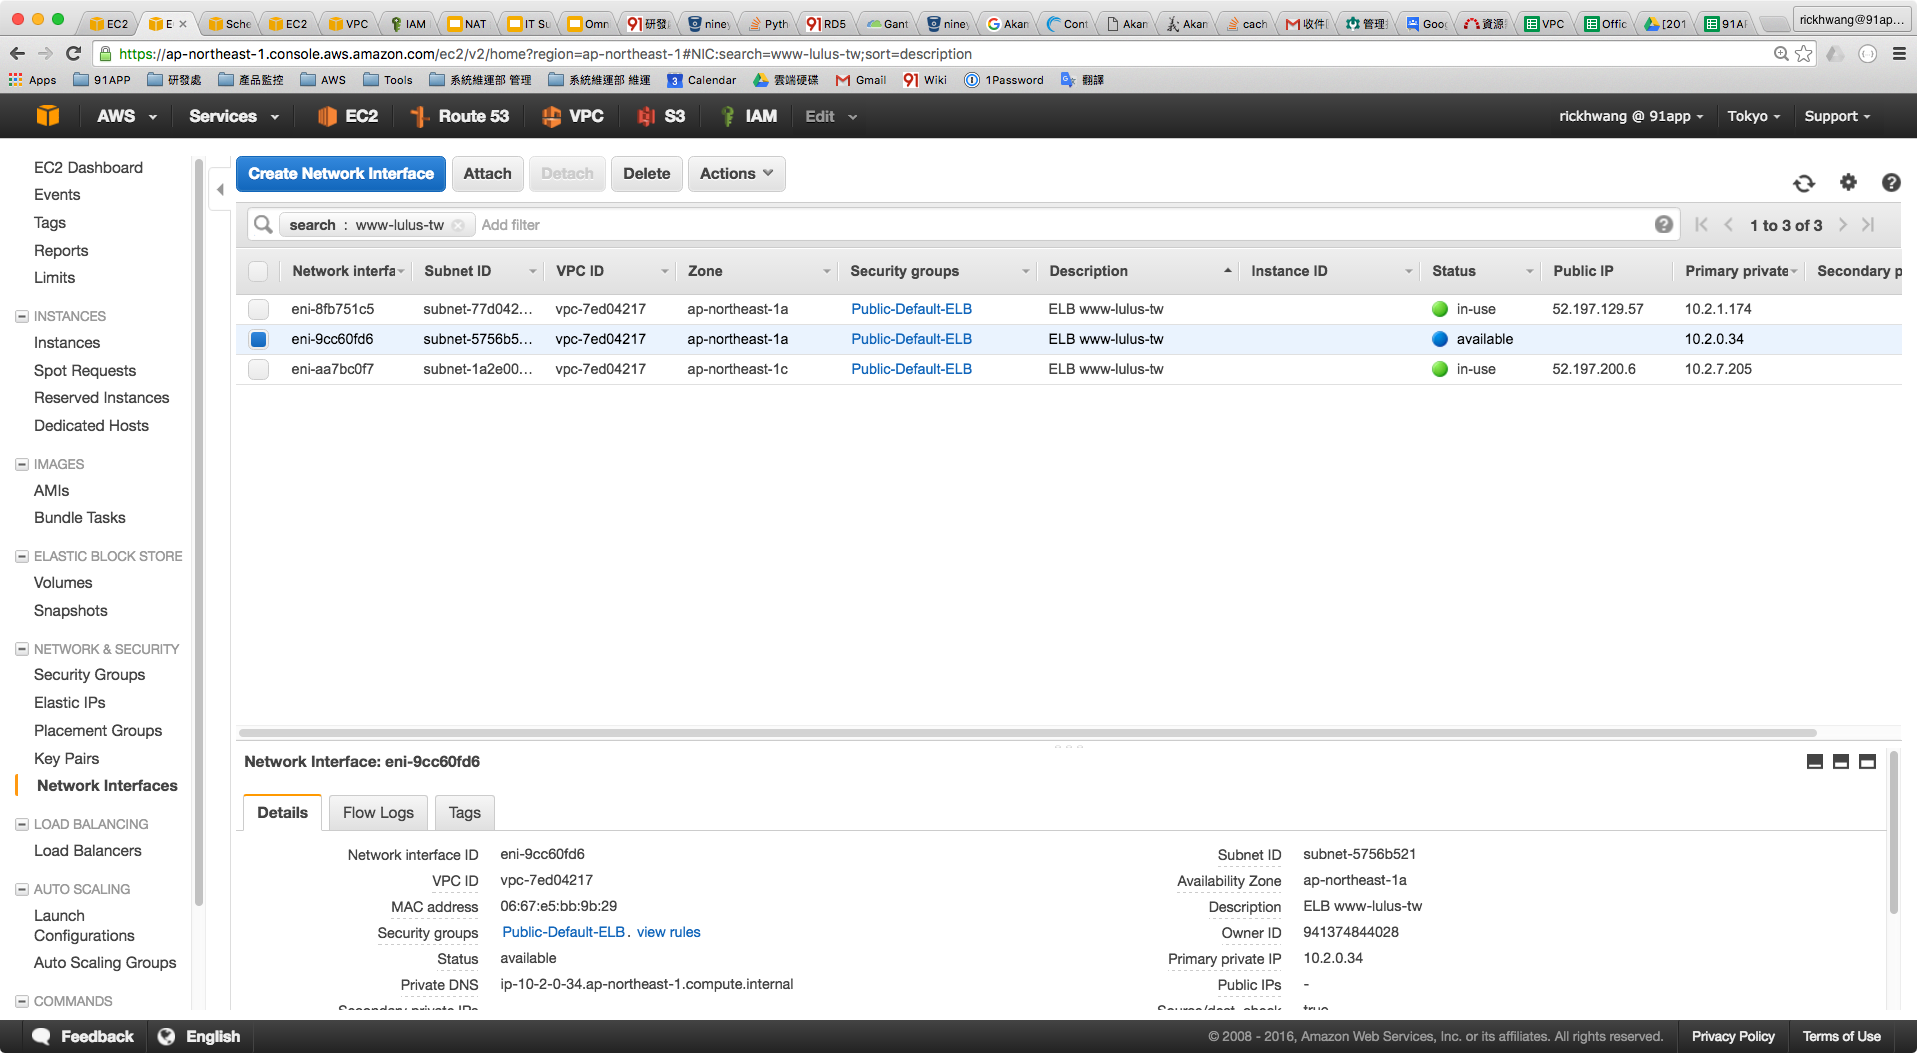 EC2
E
Sche
EC2
VPC
IAM
NAT
IT Su
Omn
91 研發
niney
Pyth
91 RD5
Gant
niney
Akan
Cont
Akan
Akan
cach
收件
管理
Goo
資源
VPC
Offic
[201
91AP
rickhwang@91app...
https://ap-northeast-1.console.aws.amazon.com/ec2/v2/home?region=ap-northeast-1#NIC:search=www-lulus-tw;sort=description
Apps 91APP 研發處 產品監控 AWS Tools 系統維運部 管理 系統維運部 維運 3 Calendar 雲端硬碟 Gmail 91 Wiki 1Password 翻譯
AWS Services EC2 Route 53 VPC S3 IAM Edit rickhwang @ 91app Tokyo Support
EC2 Dashboard
Events
Tags
Reports
Limits
INSTANCES
Instances
Spot Requests
Reserved Instances
Dedicated Hosts
IMAGES
AMIs
Bundle Tasks
ELASTIC BLOCK STORE
Volumes
Snapshots
NETWORK & SECURITY
Security Groups
Elastic IPs
Placement Groups
Key Pairs
Network Interfaces
LOAD BALANCING
Load Balancers
AUTO SCALING
Launch
Configurations
Auto Scaling Groups
COMMANDS
Create Network Interface Attach Detach Delete Actions
search : www-lulus-tw Add filter 1 to 3 of 3
Network interfa Subnet ID VPC ID Zone Security groups Description Instance ID Status Public IP Primary private Secondary p
eni-8fb751c5 subnet-77d042... vpc-7ed04217 ap-northeast-1a Public-Default-ELB ELB www-lulus-tw in-use 52.197.129.57 10.2.1.174
eni-9cc60fd6 subnet-5756b5... vpc-7ed04217 ap-northeast-1a Public-Default-ELB ELB www-lulus-tw available 10.2.0.34
eni-aa7bc0f7 subnet-1a2e00... vpc-7ed04217 ap-northeast-1c Public-Default-ELB ELB www-lulus-tw in-use 52.197.200.6 10.2.7.205
Network Interface: eni-9cc60fd6
Details Flow Logs Tags
Network interface ID eni-9cc60fd6 Subnet ID subnet-5756b521
VPC ID vpc-7ed04217 Availability Zone ap-northeast-1a
MAC address 06:67:e5:bb:9b:29 Description ELB www-lulus-tw
Security groups Public-Default-ELB. view rules Owner ID 941374844028
Status available Primary private IP 10.2.0.34
Private DNS ip-10-2-0-34.ap-northeast-1.compute.internal Public IPs -
Secondary private IPs Source/dest. check true
Feedback English © 2008 - 2016, Amazon Web Services, Inc. or its affiliates. All rights reserved. Privacy Policy Terms of Use